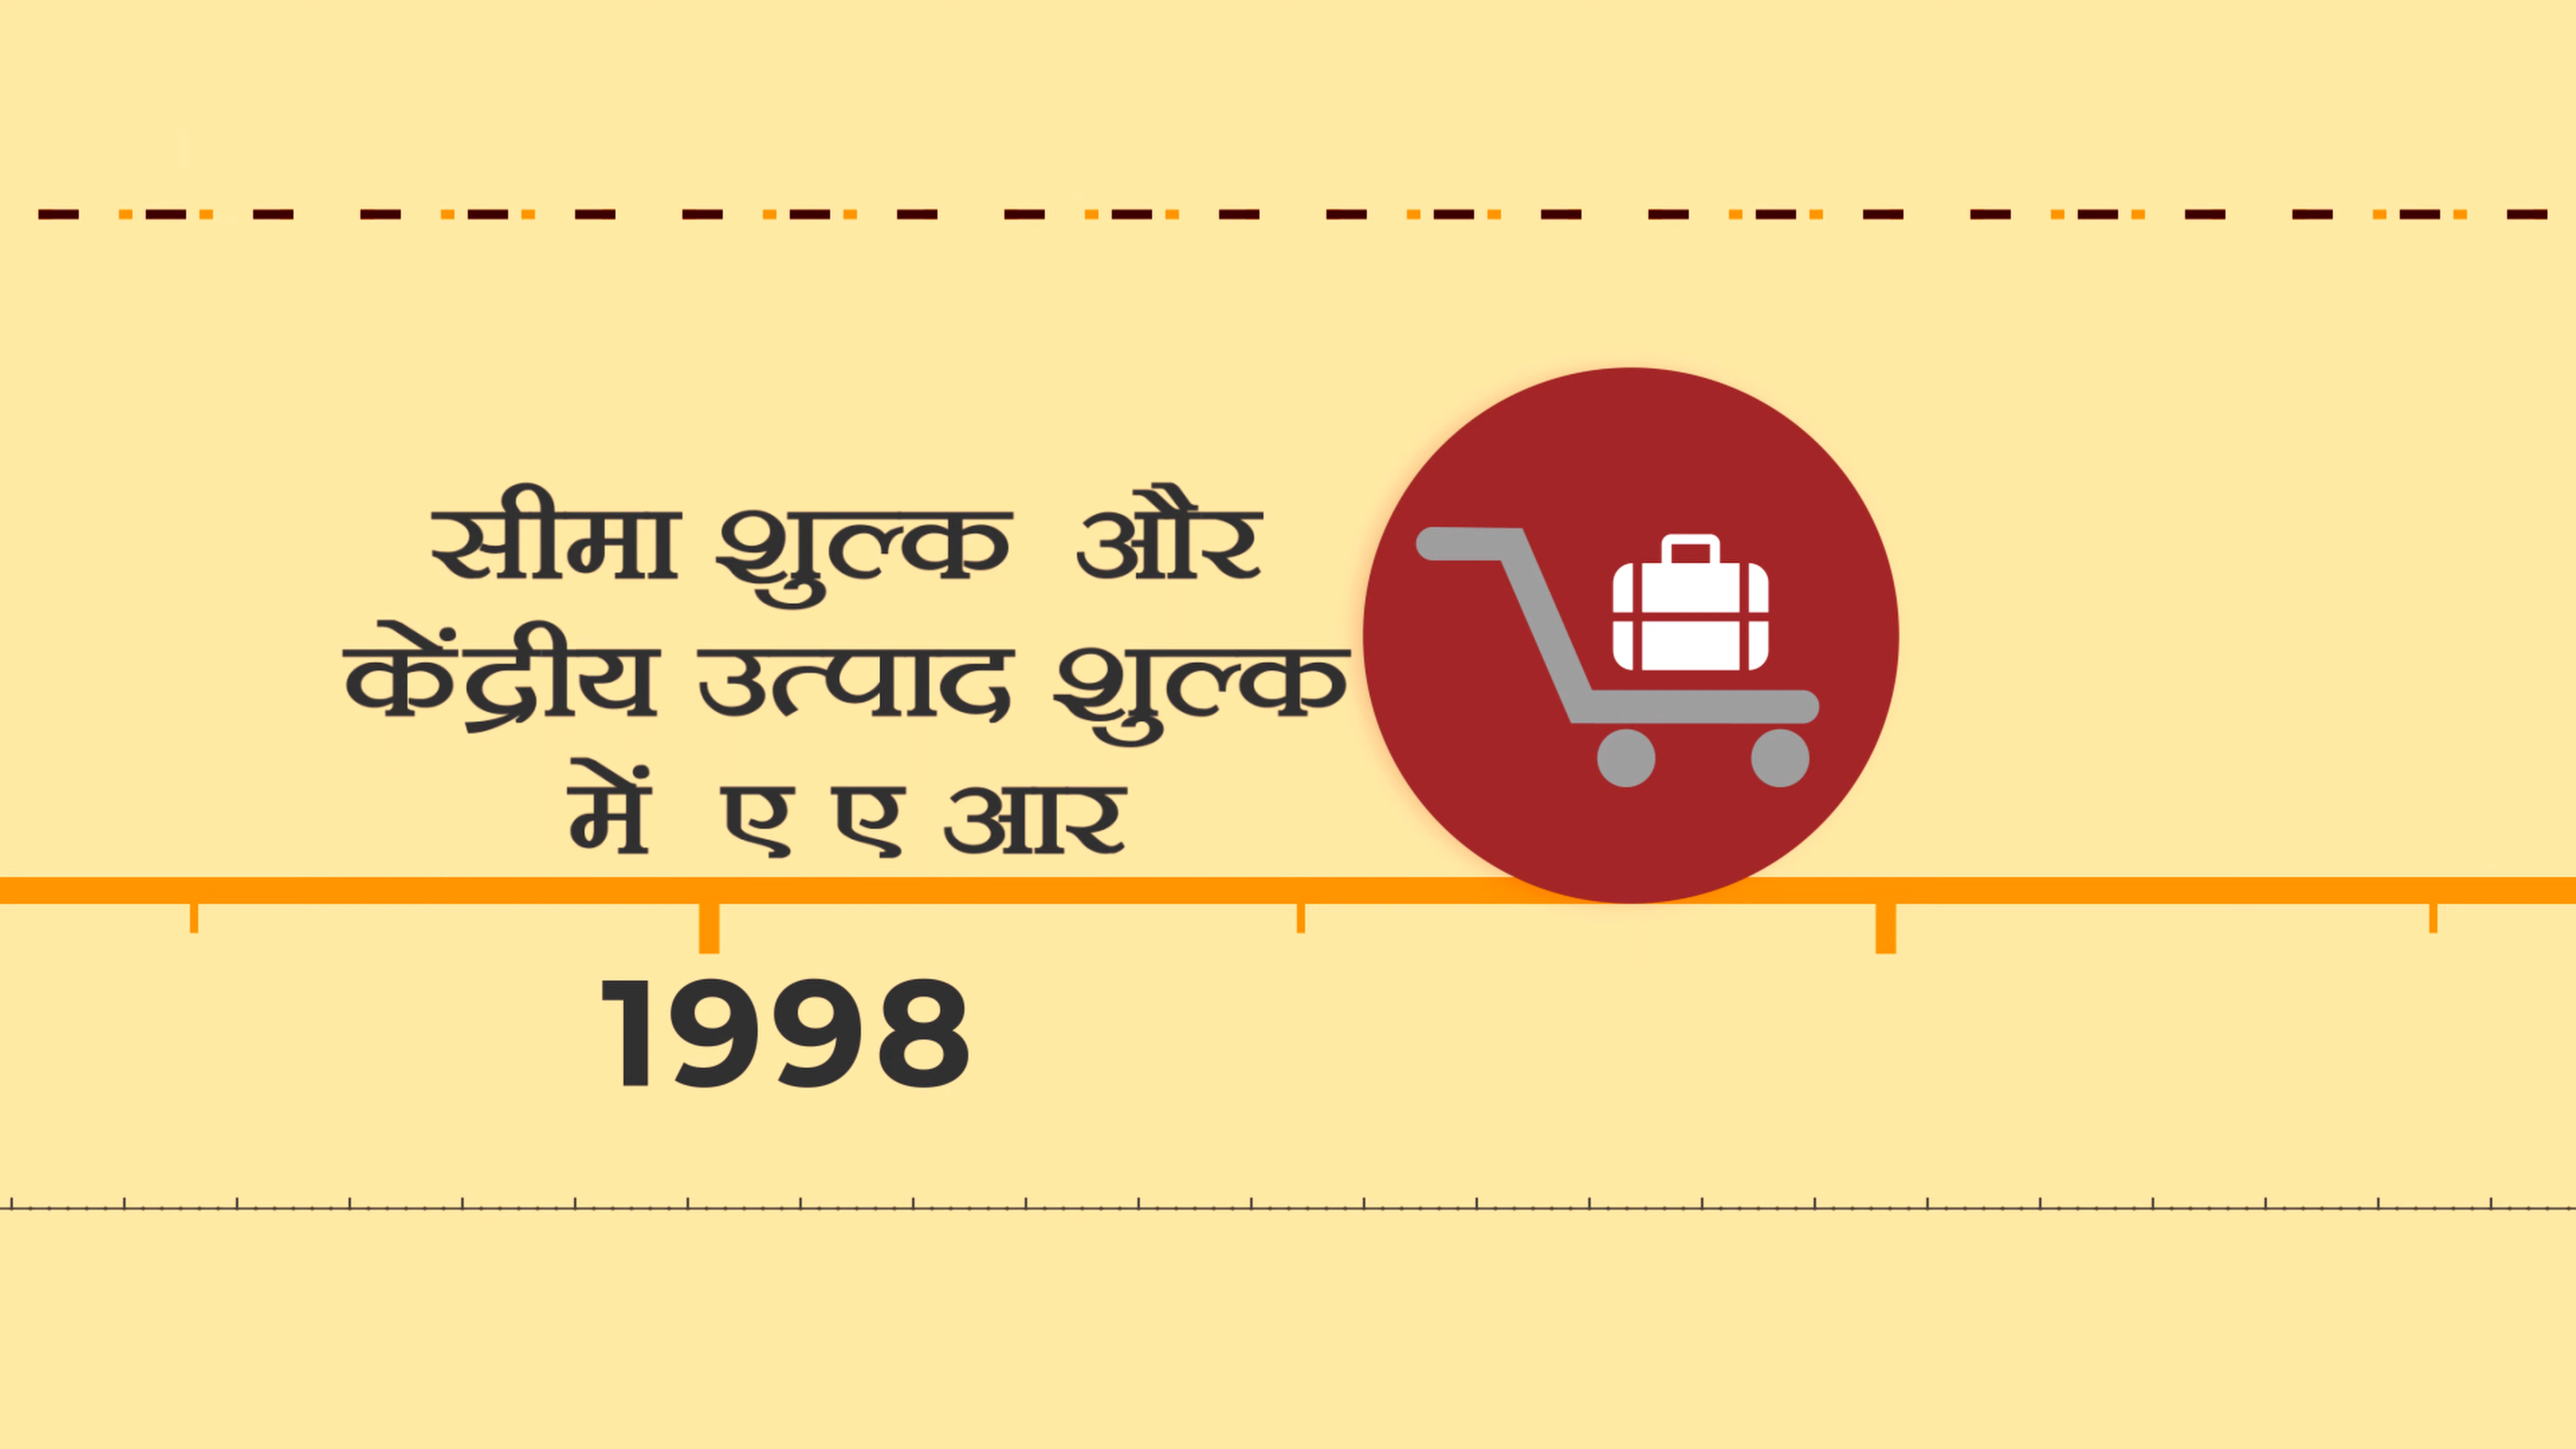 सीमा शुल्क और
केंद्रीय उत्पाद शुल्क
में ए ए आर
1998